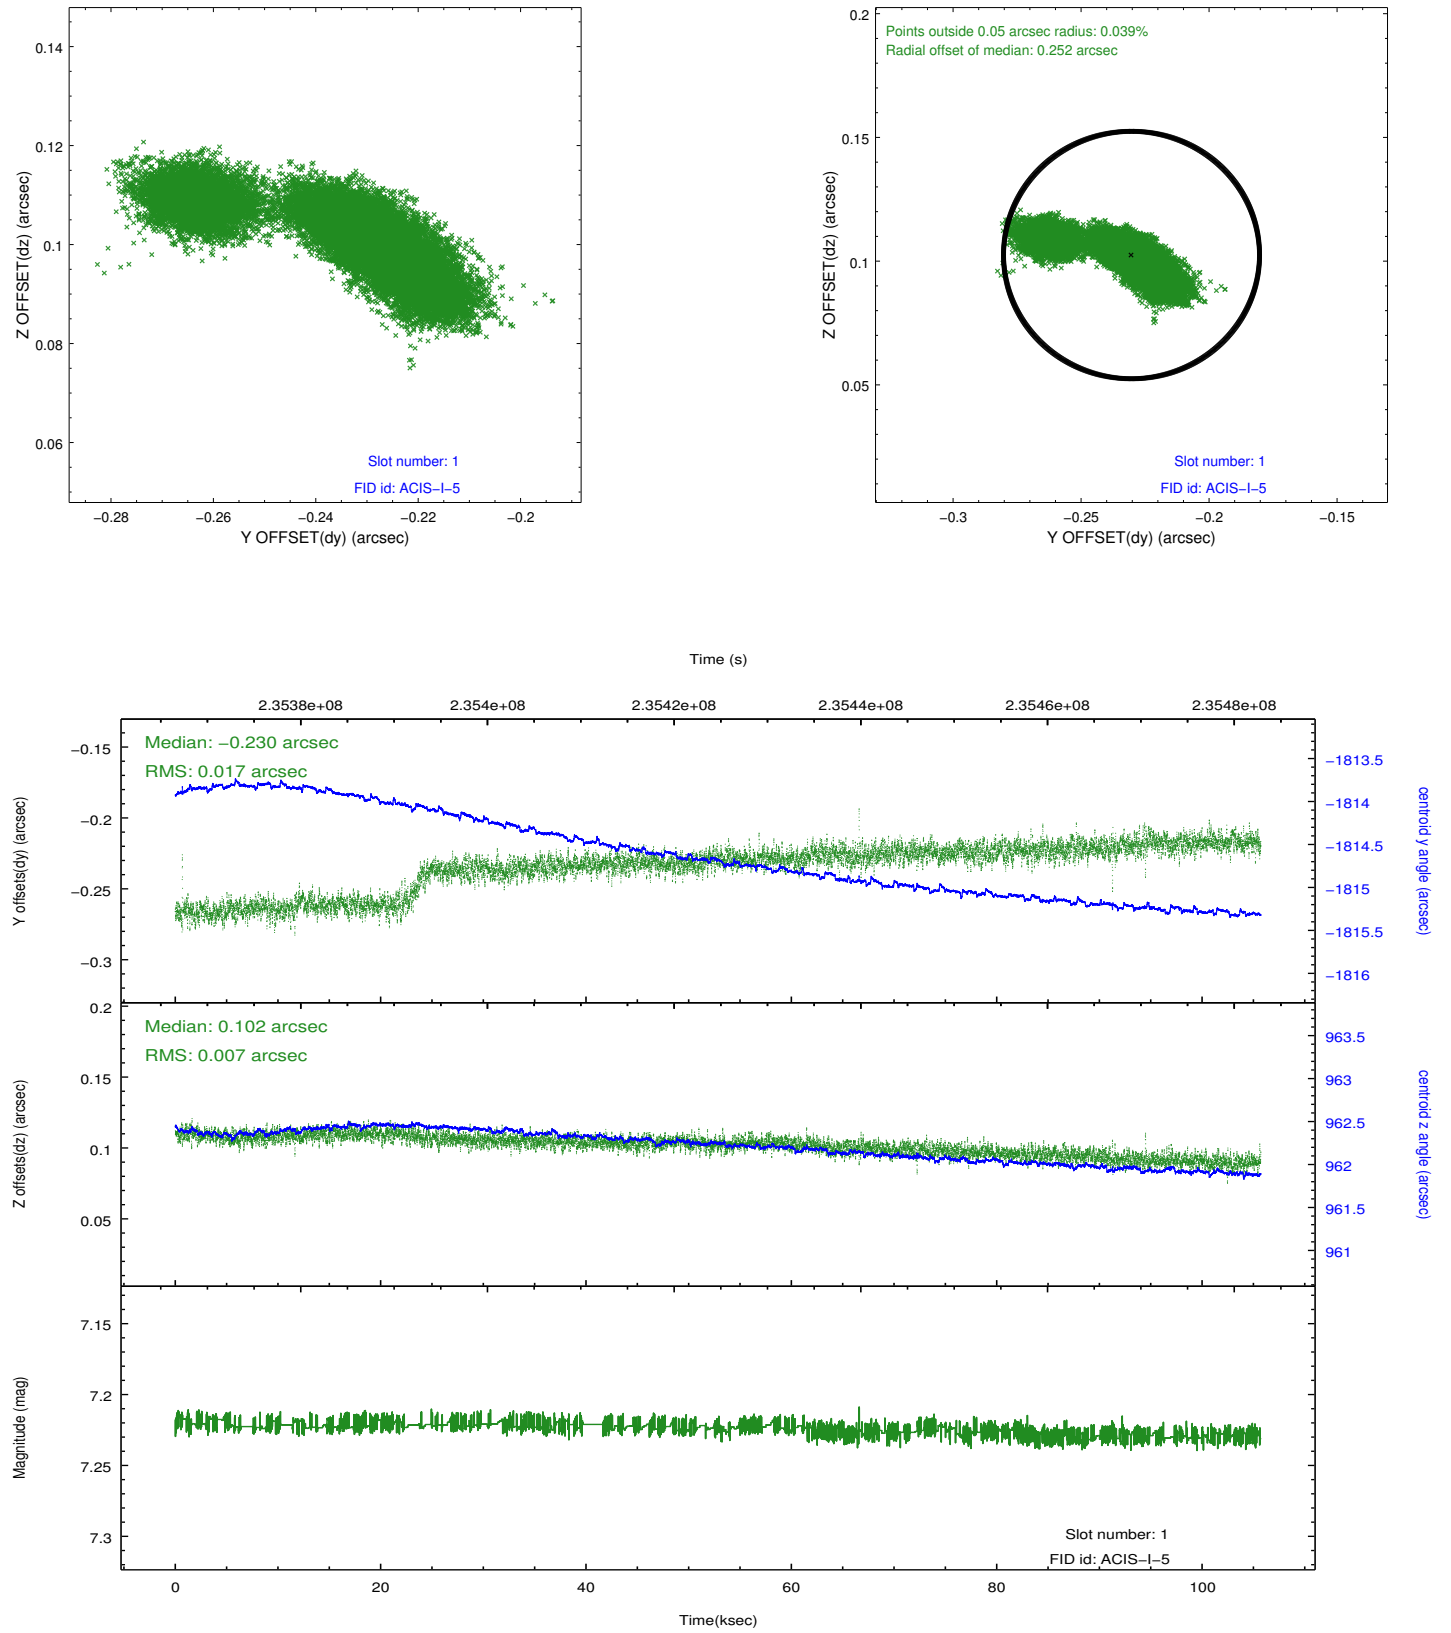 0.14
0.12
0.1
0.08
0.06
Z OFFSET(dz) (arcsec)
Slot number: 1
FID id: ACIS−I−5
−0.28
−0.26
−0.24
−0.22
−0.2
Y OFFSET(dy) (arcsec)
0.2
0.15
0.1
0.05
Z OFFSET(dz) (arcsec)
Points outside 0.05 arcsec radius: 0.039%
Radial offset of median: 0.252 arcsec
Slot number: 1
FID id: ACIS−I−5
−0.3
−0.25
−0.2
−0.15
Y OFFSET(dy) (arcsec)
Time (s)
2.3538e+08
2.354e+08
2.3542e+08
2.3544e+08
2.3546e+08
2.3548e+08
−0.15
−0.2
−0.25
−0.3
Y offsets(dy) (arcsec)
Median: −0.230 arcsec
RMS: 0.017 arcsec
−1813.5
−1814
−1814.5
−1815
−1815.5
−1816
centroid y angle (arcsec)
0.2
0.15
0.1
0.05
Z offsets(dz) (arcsec)
Median: 0.102 arcsec
RMS: 0.007 arcsec
963.5
963
962.5
962
961.5
961
centroid z angle (arcsec)
7.15
7.2
7.25
7.3
Magnitude (mag)
Slot number: 1
FID id: ACIS−I−5
0
20
40
60
80
100
Time(ksec)